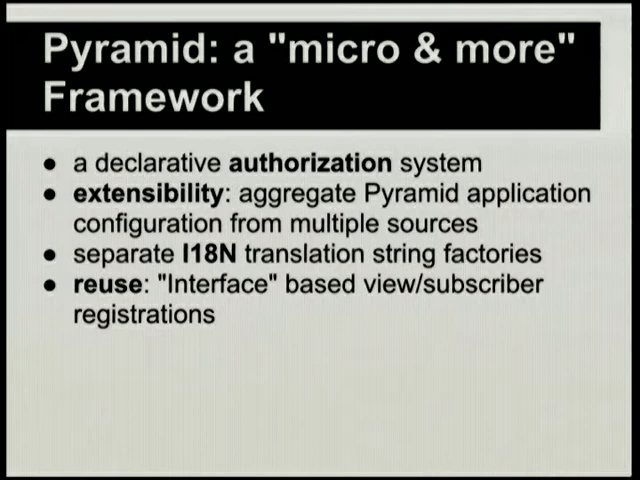 Pyramid: a "micro & more"
Framework
● a declarative authorization system
● extensibility: aggregate Pyramid application
configuration from multiple sources
● separate I18N translation string factories
● reuse: "Interface" based view/subscriber
registrations